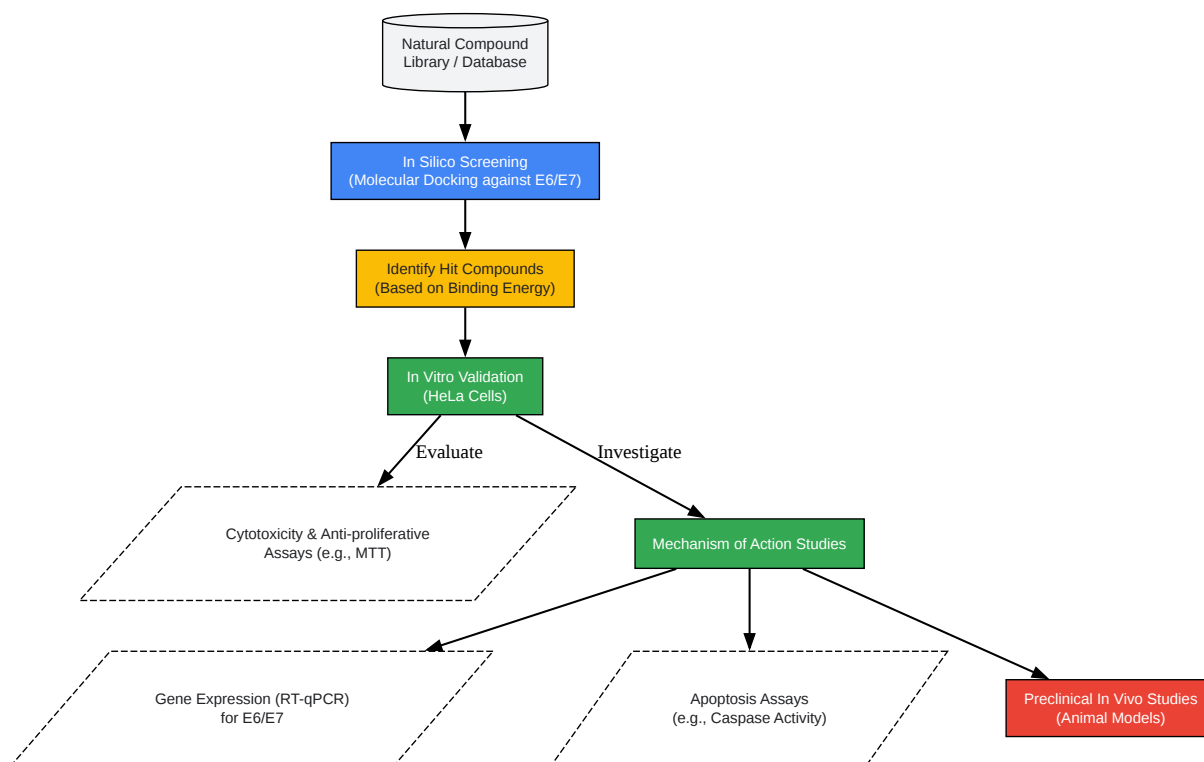 Natural Compound
Library / Database
In Silico Screening
(Molecular Docking against E6/E7)
Identify Hit Compounds
(Based on Binding Energy)
In Vitro Validation
(HeLa Cells)
Evaluate
Investigate
Cytotoxicity & Anti-proliferative
Assays (e.g., MTT)
Mechanism of Action Studies
Gene Expression (RT-qPCR)
for E6/E7
Apoptosis Assays
(e.g., Caspase Activity)
Preclinical In Vivo Studies
(Animal Models)